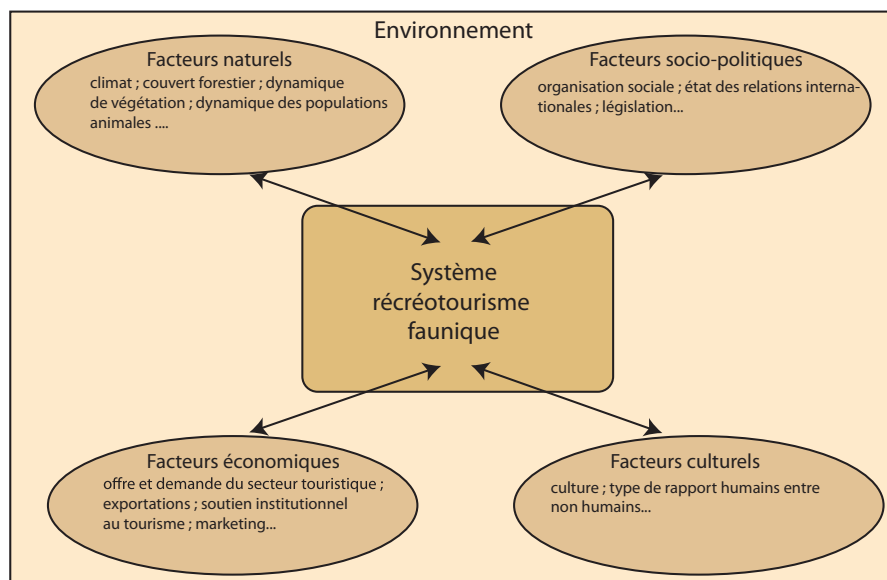 Environnement
Facteurs naturels
climat ; couvert forestier ; dynamique
de végétation ; dynamique des populations
animales ....
Facteurs socio-politiques
organisation sociale ; état des relations interna-
tionales ; législation...
Système
récréotourisme
faunique
Facteurs économiques
offre et demande du secteur touristique ;
exportations ; soutien institutionnel
au tourisme ; marketing...
Facteurs culturels
culture ; type de rapport humains entre
non humains...